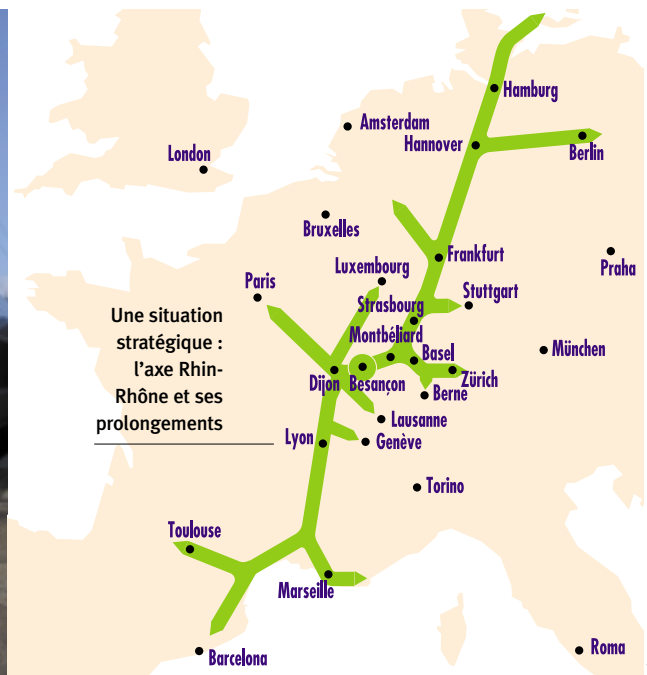 Hamburg
Amsterdam
Hannover
London
Berlin
Bruxelles
Frankfurt
Praha
Luxembourg
Paris
Stuttgart
Strasbourg
Une situation
stratégique :
l'axe Rhin-
Rhône et ses
prolongements
Montbéliard
Basel
München
Dijon
Besançon
Zürich
Berne
Lausanne
Lyon
Genève
Torino
Toulouse
Marseille
Barcelona
Roma